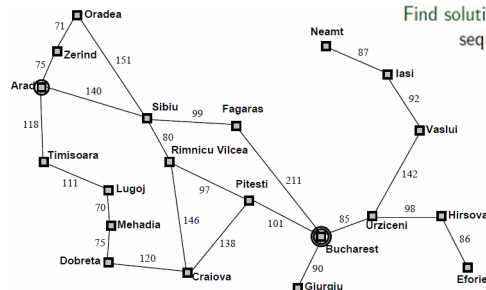 Find soluti
71
Oradea
Neamt
sequ
Zerind
151
87
75
Iasi
Arad
140
92
118
Sibiu
99
Fagaras
80
Vaslui
Rimnicu Vilcea
Timisoara
111
97
Pitesti
211
142
Lugoj
70
98
Hirsova
146
101
85
Urziceni
Mehadia
138
86
75
Bucharest
Dobreta
120
90
Craiova
Eforie
Giurgiu